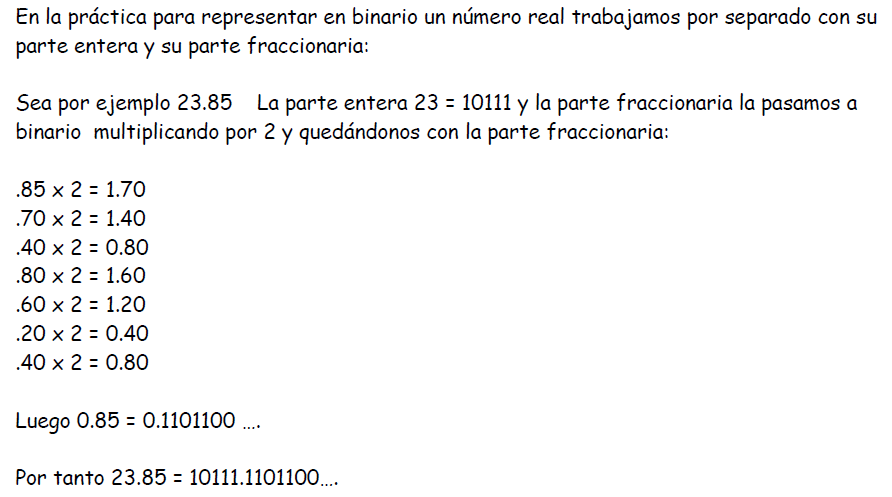 En la práctica para representar en binario un número real trabajamos por separado con su
parte entera y su parte fraccionaria:
Sea por ejemplo 23.85 La parte entera 23 = 10111 y la parte fraccionaria la pasamos a
binario multiplicando por 2 y quedándonos con la parte fraccionaria:
.85 x 2 = 1.70
.70 x 2 = 1.40
.40 x 2 = 0.80
.80 x 2 = 1.60
.60 x 2 = 1.20
.20 x 2 = 0.40
.40 x 2 = 0.80
Luego 0.85 = 0.1101100 ....
Por tanto 23.85 = 10111.1101100....